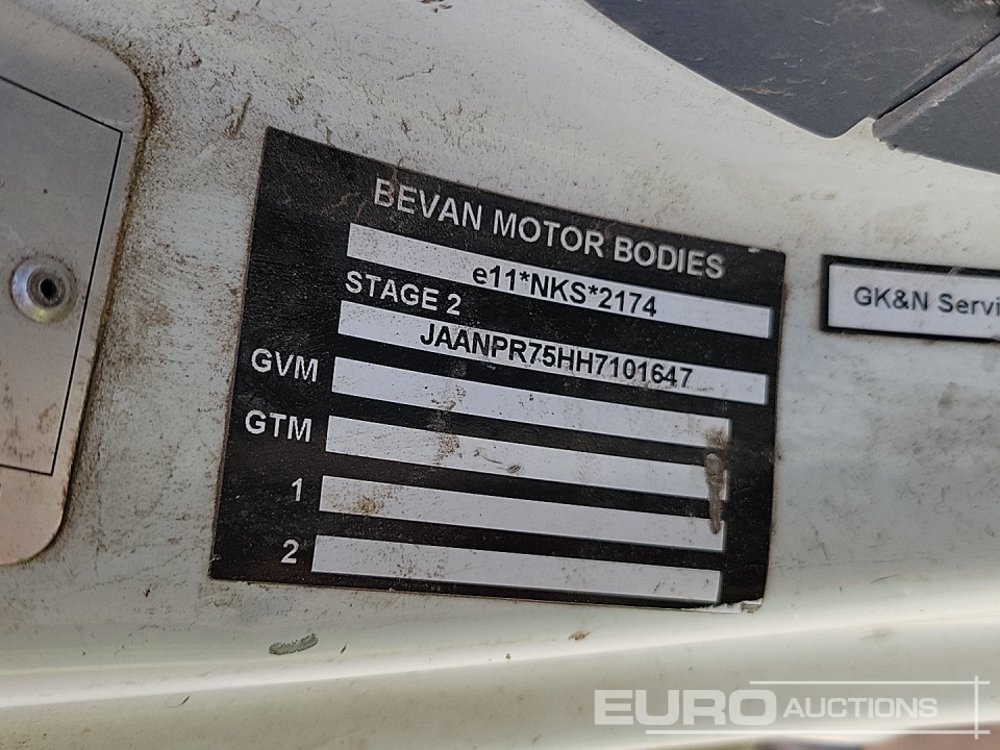 BEVAN MOTOR BODIES
e11*NKS*2174
STAGE 2
JAANPR75HH7101647
GVM
GTM
1
2
GK&N Servi
EURO AUCTIONS